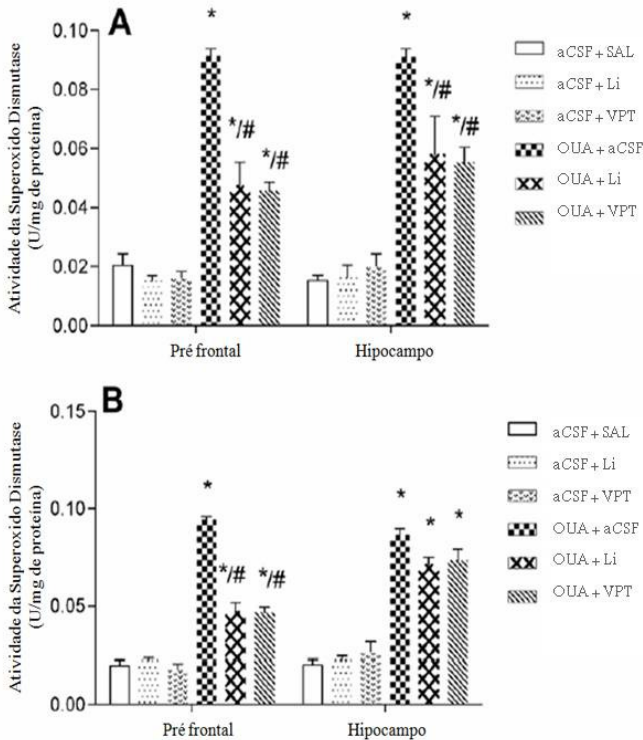 A
Atividade da Superoxido Dismutase
(U/mg de proteína)
0.10
0.08
0.06
0.04
0.02
0.00
*
*/#
*/#
*
*/#
*/#
Pré frontal
Hipocampo
aCSF + SAL
aCSF + Li
aCSF + VPT
OUA + aCSF
OUA + Li
OUA + VPT
B
Atividade da Superoxido Dismutase
(U/mg de proteína)
0.15
0.10
0.05
0.00
*
*/#
*/#
*
*
*
Pré frontal
Hipocampo
aCSF + SAL
aCSF + Li
aCSF + VPT
OUA + aCSF
OUA + Li
OUA + VPT